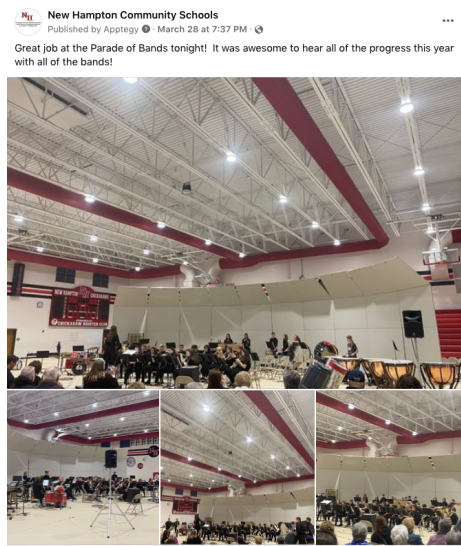 New Hampton Community Schools
Published by Apptegy · March 28 at 7:37 PM ·
Great job at the Parade of Bands tonight!  It was awesome to hear all of the progress this year
with all of the bands!
NH
NEW HAMPTON NH CHICKASAWS